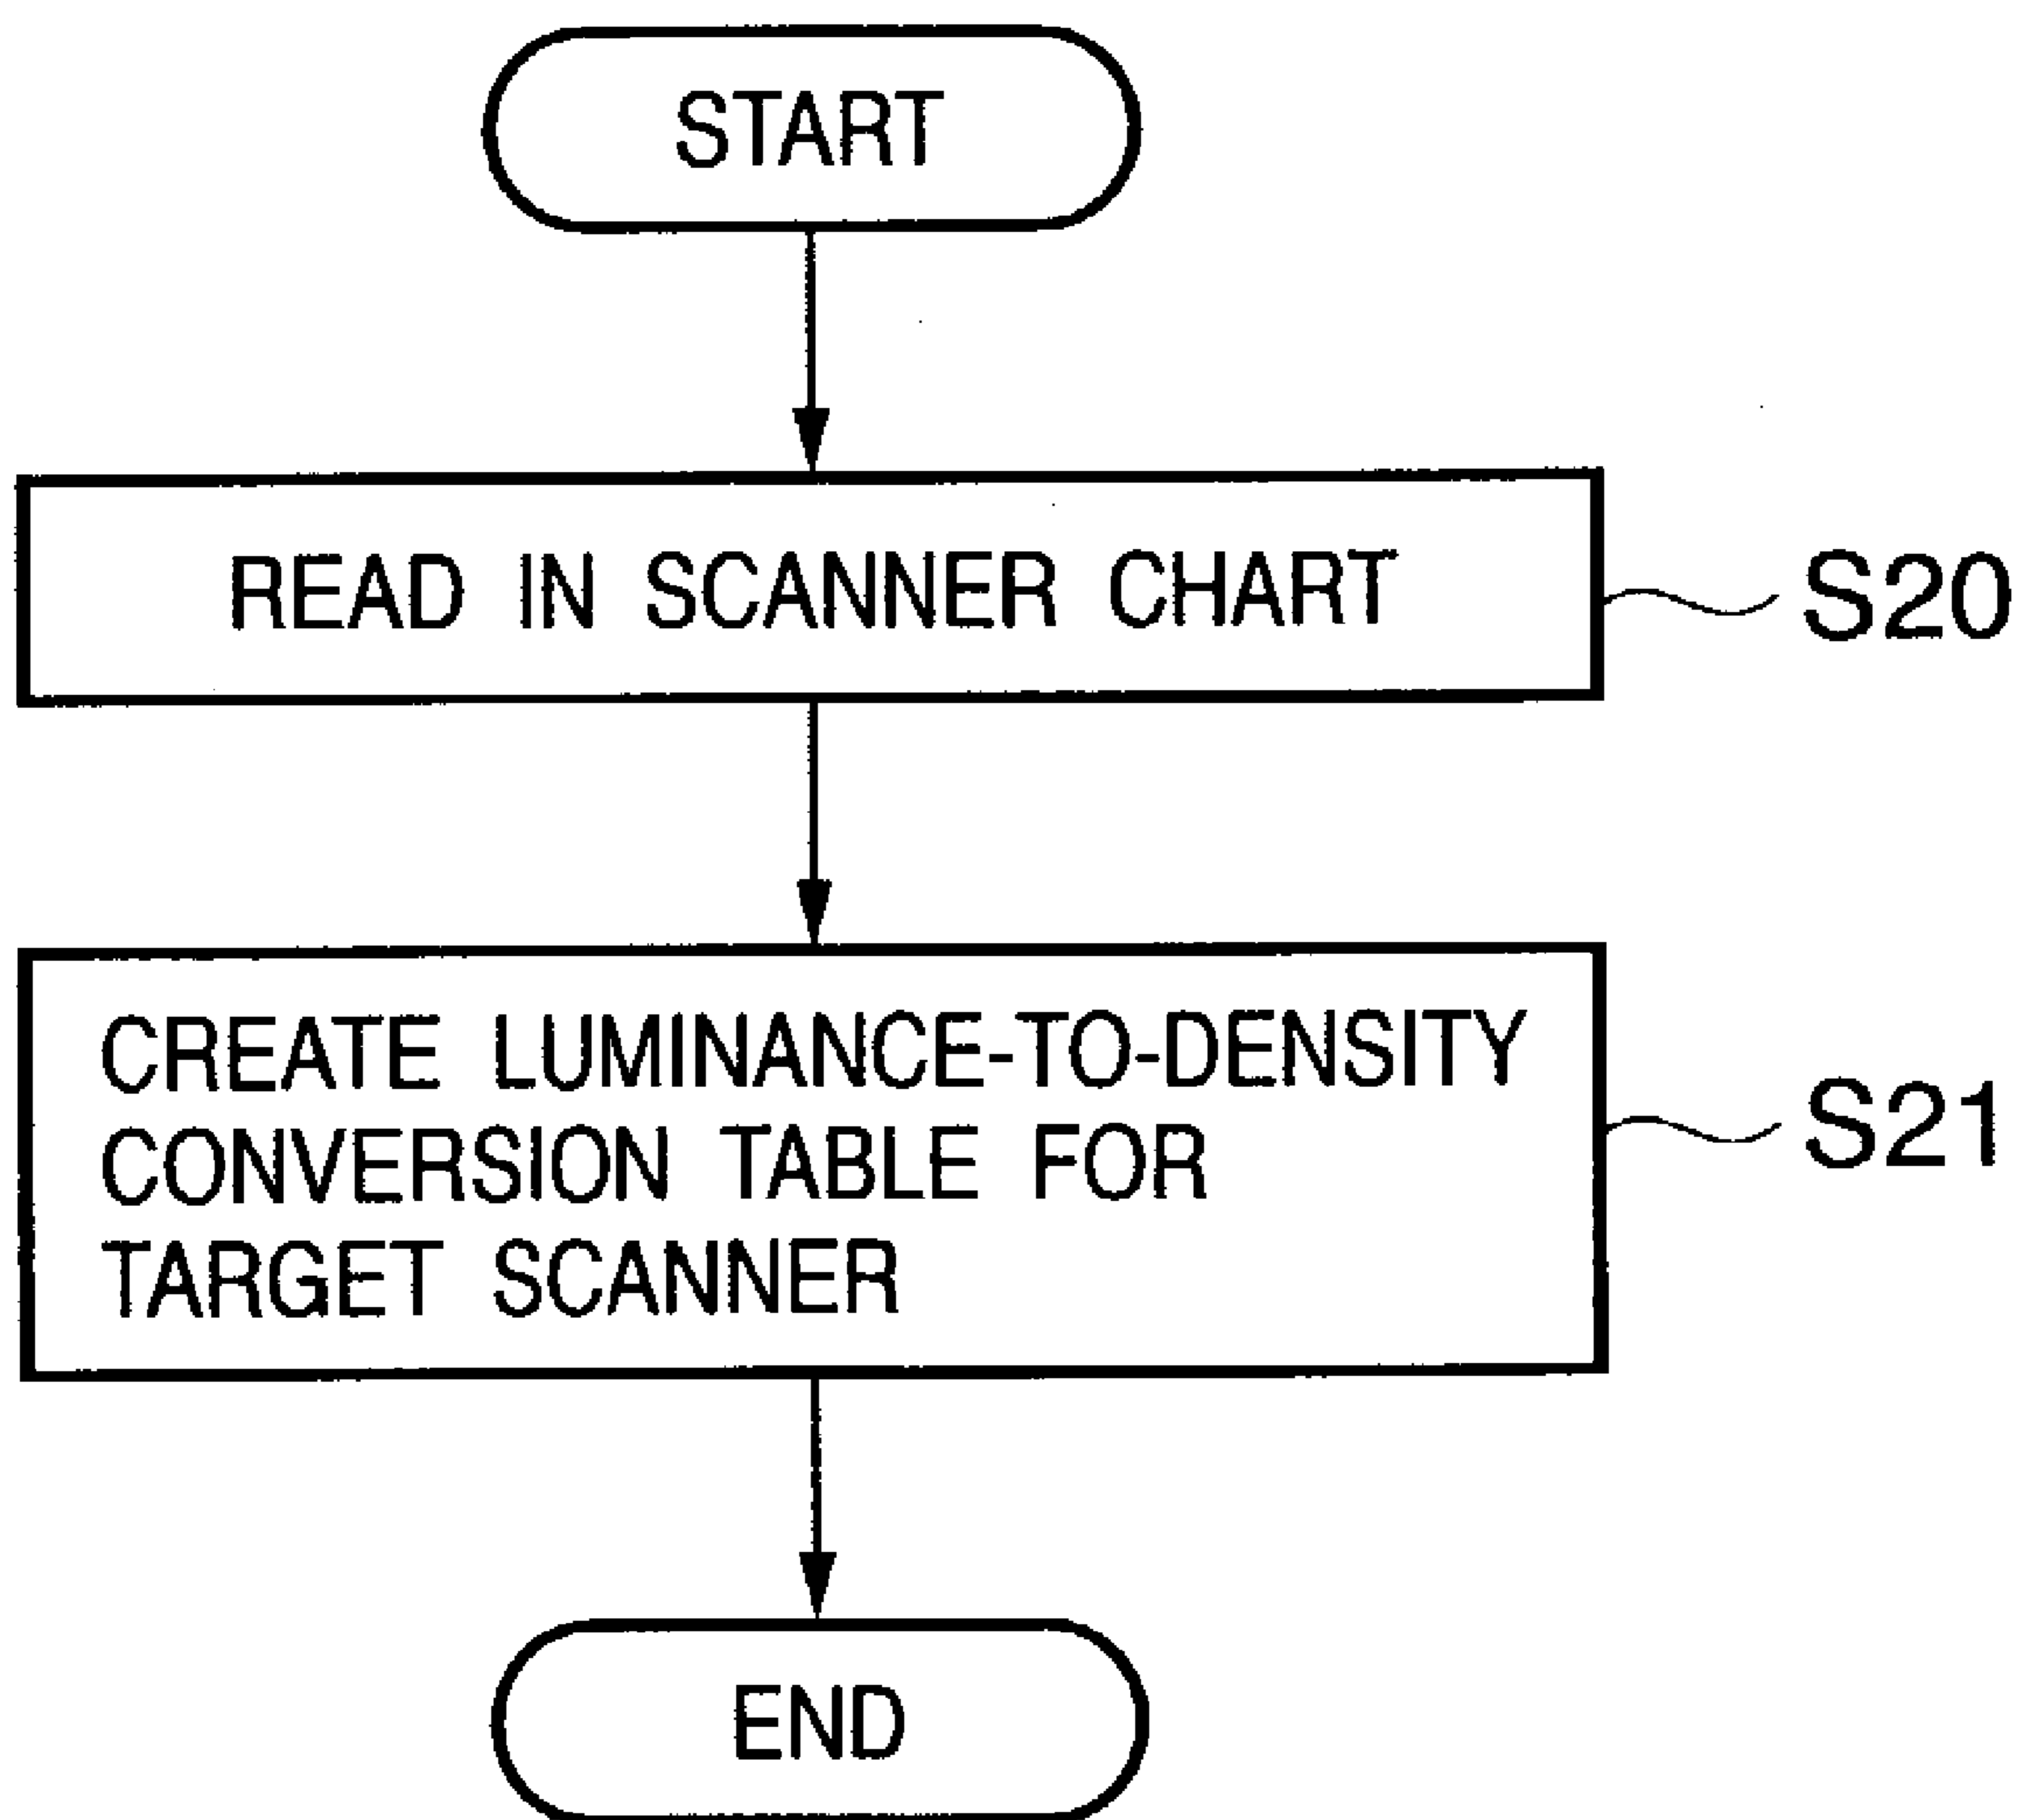 START
READ IN SCANNER CHART
S20
CREATE LUMINANCE-TO-DENSITY
CONVERSION TABLE FOR
TARGET SCANNER
S21
END